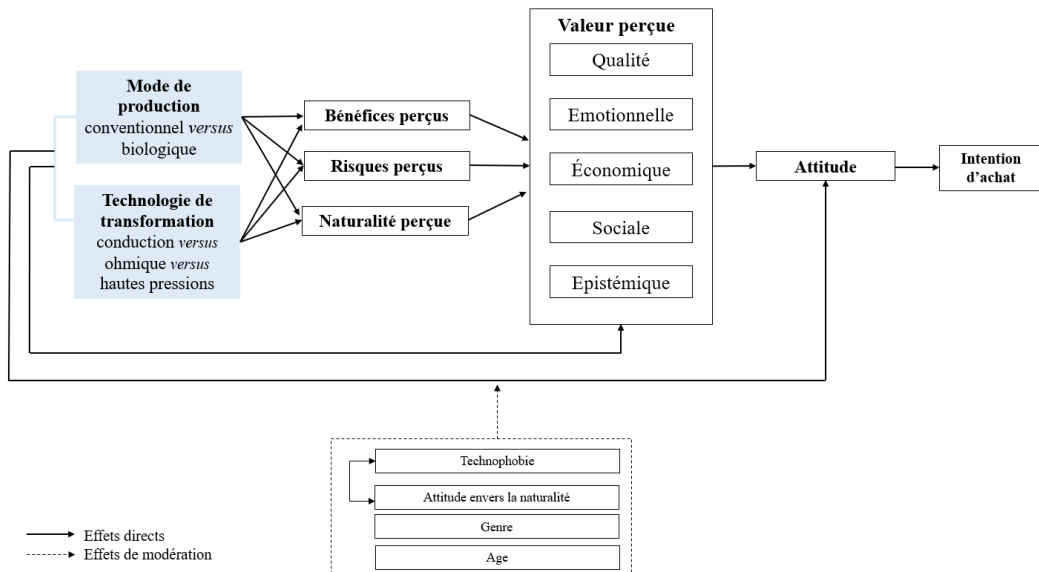 Valeur perçue
Qualité
Emotionnelle
Économique
Sociale
Epistémique
Mode de
production
conventionnel versus
biologique
Technologie de
transformation
conduction versus
ohmique versus
hautes pressions
Bénéfices perçus
Risques perçus
Naturalité perçue
Attitude
Intention
d’achat
Technophobie
Attitude envers la naturalité
Genre
Age
Effets directs
Effets de modération